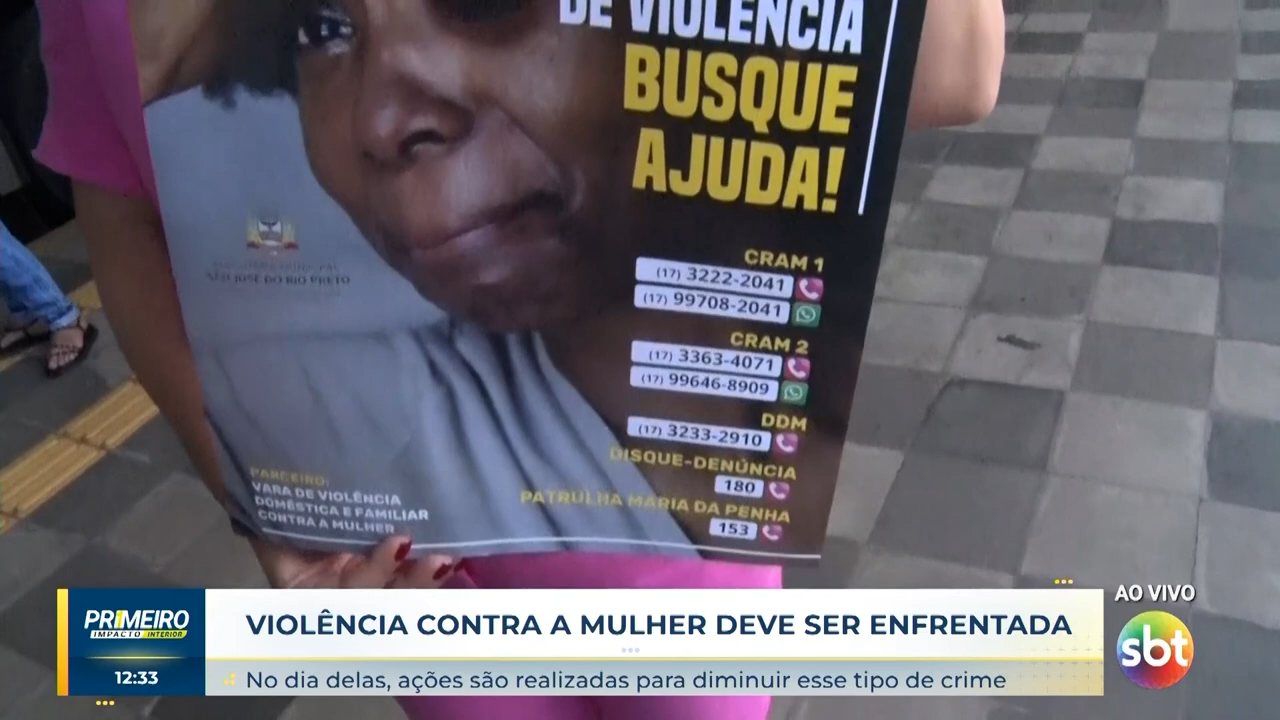 DE VIOLÊNCIA
BUSQUE
AJUDA!
CRAM 1
(17) 3222-2041
(17) 99708-2041
CRAM 2
(17) 3363-4071
(17) 99646-8909
DDM
(17) 3233-2910
DISQUE-DENÚNCIA
180
PATRULHA MARIA DA PENHA
153
SÃO JOSÉ DO RIO PRETO
PARCEIRO:
VARA DE VIOLÊNCIA
DOMÉSTICA E FAMILIAR
CONTRA A MULHER
PRIMEIRO
IMPACTO INTERIOR
12:33
VIOLÊNCIA CONTRA A MULHER DEVE SER ENFRENTADA
No dia delas, ações são realizadas para diminuir esse tipo de crime
AO VIVO
sbt